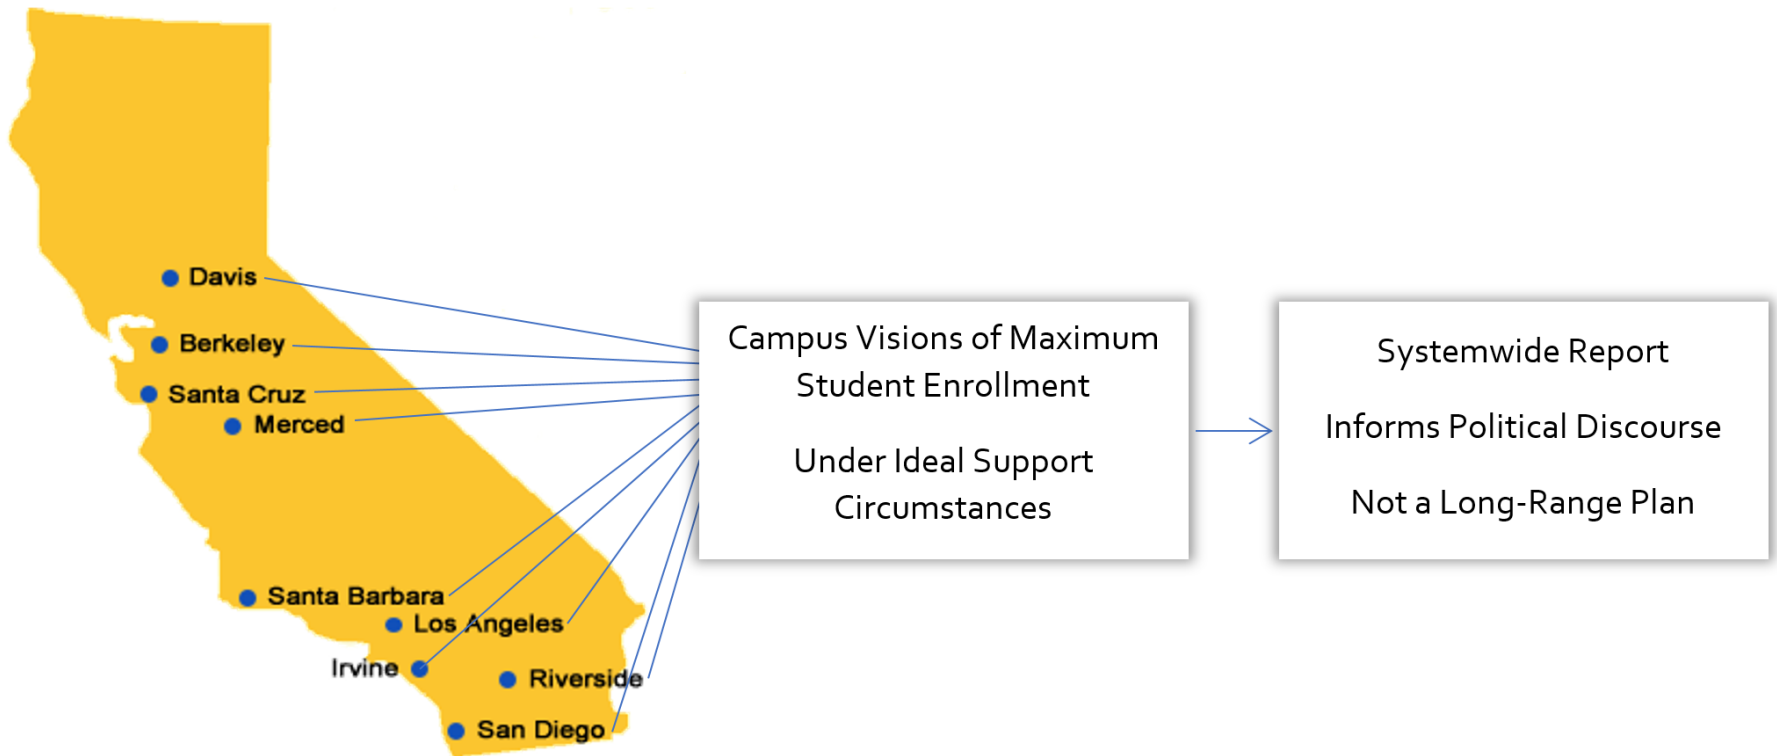 Davis
Berkeley
Santa Cruz
Merced
Santa Barbara
Los Angeles
Irvine
Riverside
San Diego
Campus Visions of Maximum
Student Enrollment
Under Ideal Support
Circumstances
Systemwide Report
Informs Political Discourse
Not a Long-Range Plan